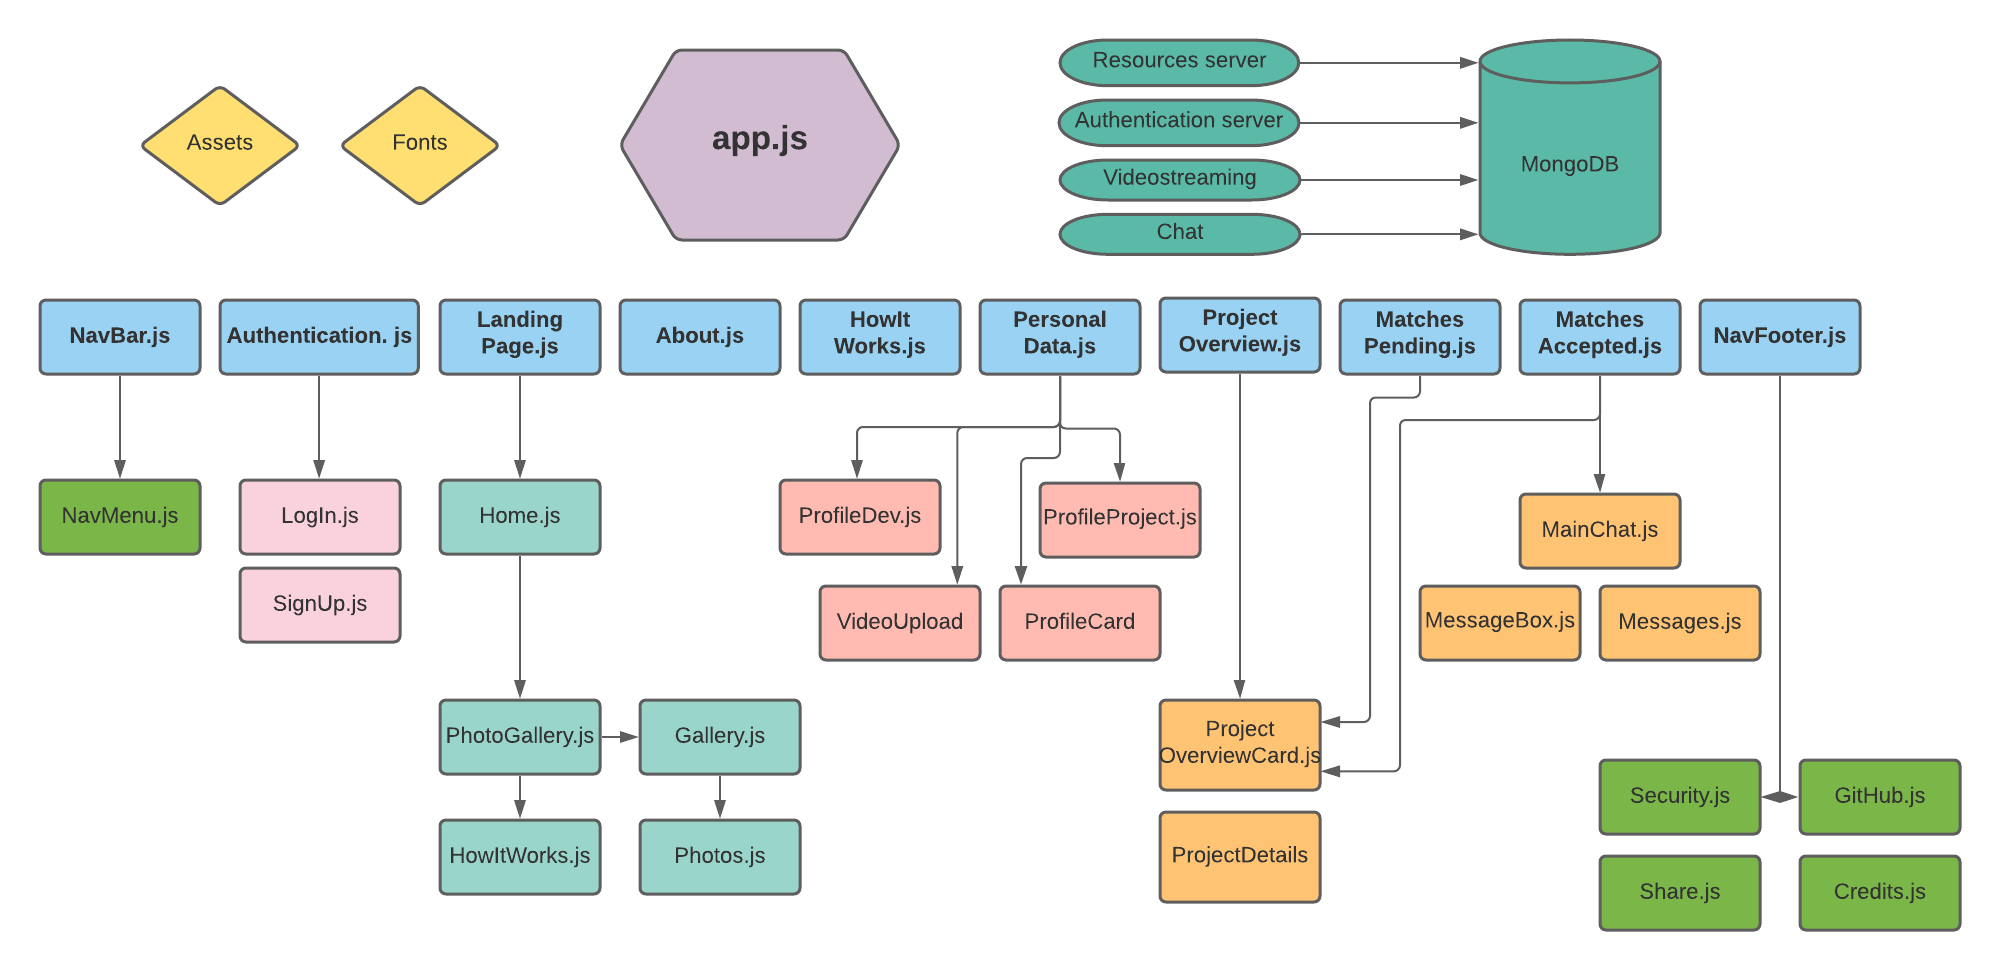 Assets
Fonts
app.js
Resources server
Authentication server
Videostreaming
Chat
MongoDB
NavBar.js
Authentication. js
Landing
Page.js
About.js
HowIt
Works.js
Personal
Data.js
Project
Overview.js
Matches
Pending.js
Matches
Accepted.js
NavFooter.js
NavMenu.js
LogIn.js
SignUp.js
Home.js
ProfileDev.js
ProfileProject.js
VideoUpload
ProfileCard
MainChat.js
MessageBox.js
Messages.js
PhotoGallery.js
Gallery.js
HowItWorks.js
Photos.js
Project
OverviewCard.js
ProjectDetails
Security.js
GitHub.js
Share.js
Credits.js